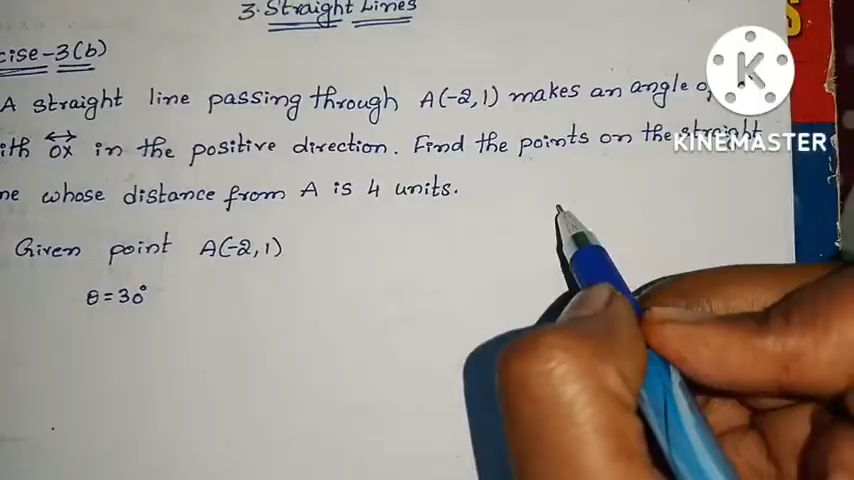 3. Straight Lines
cise-3(b)
A straight line passing through A(-2,1) makes an angle
ith OX in the positive direction. Find the points on the straight
ne whose distance from A is 4 units.
Given point A(-2,1)
θ=30°
K
KINEMASTER